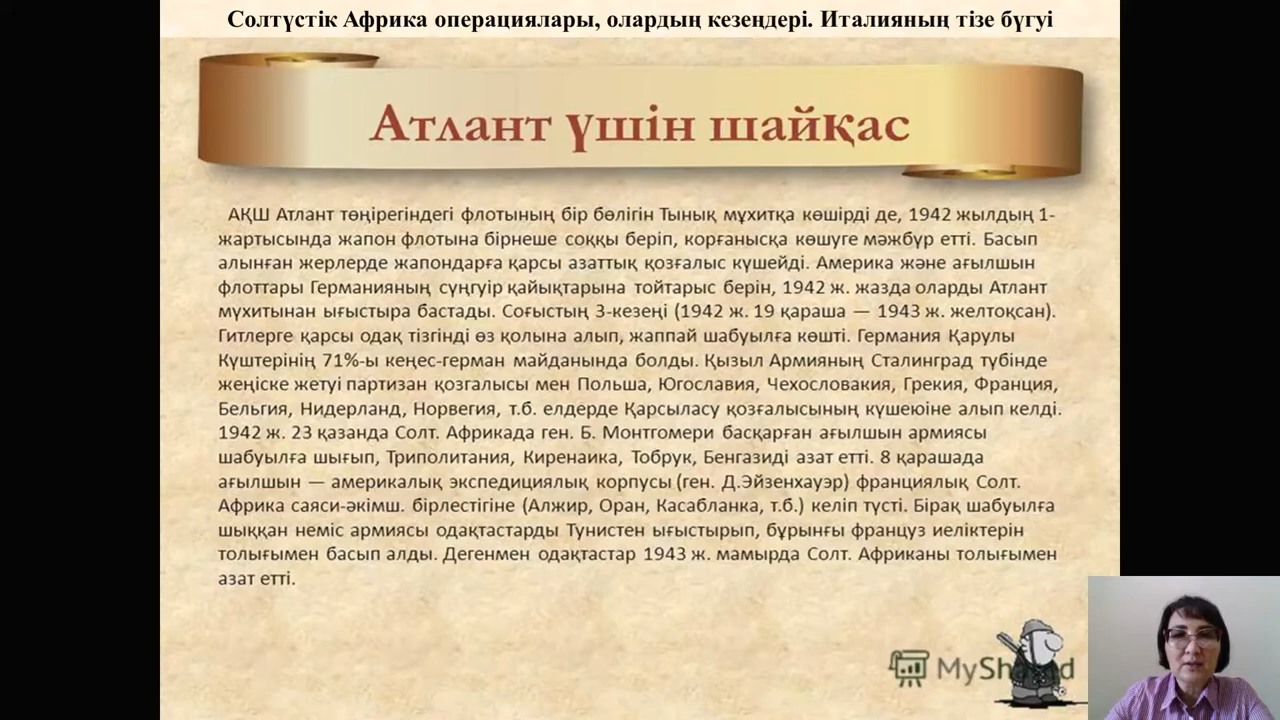 Солтүстік Африка операциялары, олардың кезеңдері. Италияның тізе бүгуі
Атлант үшін шайқас
АҚШ Атлант төңірегіндегі флотының бір бөлігін Тынық мұхитқа көшірді де, 1942 жылдың 1-
жартысында жапон флотына бірнеше соққы беріп, корғанысқа көшуге мәжбүр етті. Басып
алынған жерлерде жапондарға қарсы азаттық қозғалыс күшейді. Америка және ағылшын
флоттары Германияның сүңгуір қайықтарына тойтарыс берін, 1942 ж. жазда оларды Атлант
мүхитынан ығыстыра бастады. Соғыстың 3-кезеңі (1942 ж. 19 қараша — 1943 ж. желтоқсан).
Гитлерге қарсы одақ тізгінді өз қолына алып, жаппай шабуылға көшті. Германия Қарулы
Күштерінің 71%-ы кеңес-герман майданында болды. Қызыл Армияның Сталинград түбінде
жеңіске жетуі партизан қозгалысы мен Польша, Югославия, Чехословакия, Грекия, Франция,
Бельгия, Нидерланд, Норвегия, т.б. елдерде Қарсыласу қозғалысының күшеюіне алып келді.
1942 ж. 23 қазанда Солт. Африкада ген. Б. Монтгомери басқарған ағылшын армиясы
шабуылға шығып, Триполитания, Киренаика, Тобрук, Бенгазиді азат етті. 8 қарашада
ағылшын — америкалық экспедициялық корпусы (ген. Д.Эйзенхауэр) француялық Солт.
Африка саяси-әкімш. бірлестігіне (Алжир, Оран, Касабланка, т.б.) келіп түсті. Бірақ шабуылға
шыққан неміс армиясы одақтастарды Тунистен ығыстырып, бұрынғы француз иеліктерін
толығымен басып алды. Дегенмен одақтастар 1943 ж. мамырда Солт. Африканы толығымен
азат етті.
MyShared